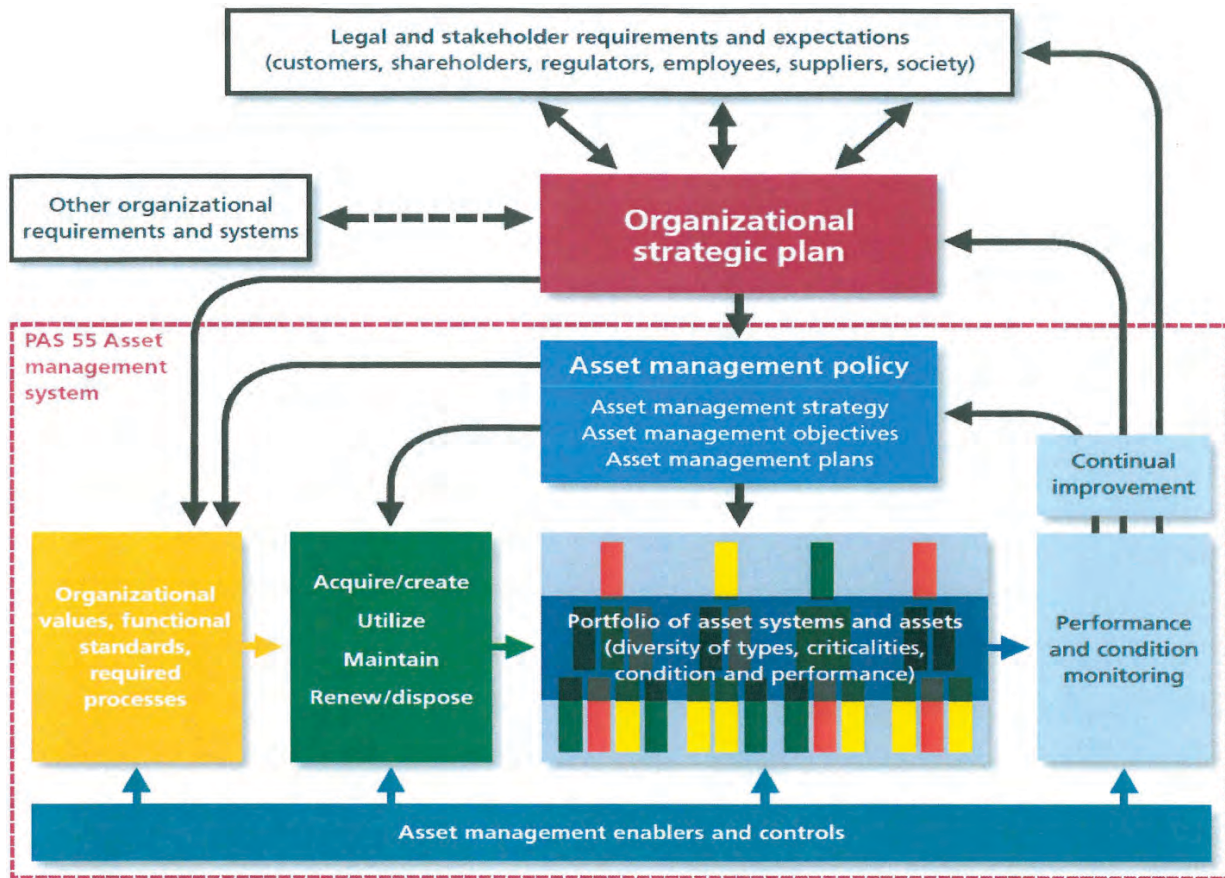 Legal and stakeholder requirements and expectations
(customers, shareholders, regulators, employees, suppliers, society)
Other organizational
requirements and systems
Organizational
strategic plan
PAS 55 Asset
management
system
Asset management policy
Asset management strategy
Asset management objectives
Asset management plans
Continual
improvement
Organizational
values, functional
standards,
required
processes
Acquire/create
Utilize
Maintain
Renew/dispose
Portfolio of asset systems and assets
(diversity of types, criticalities,
condition and performance)
Performance
and condition
monitoring
Asset management enablers and controls